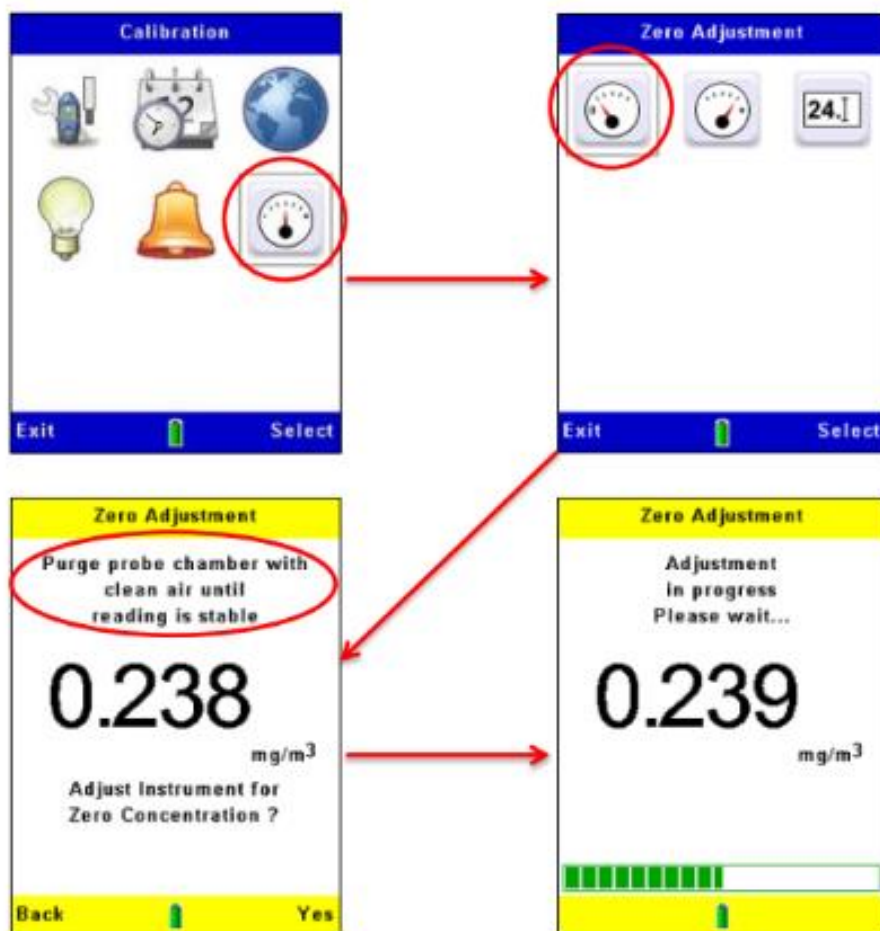 Calibration
12
Exit
Select
Zero Adjustment
24.
Exit
Select
Zero Adjustment
Purge probe chamber with
clean air until
reading is stable
0.238
mg/m³
Adjust Instrument for
Zero Concentration ?
Back
Yes
Zero Adjustment
Adjustment
in progress
Please wait...
0.239
mg/m³